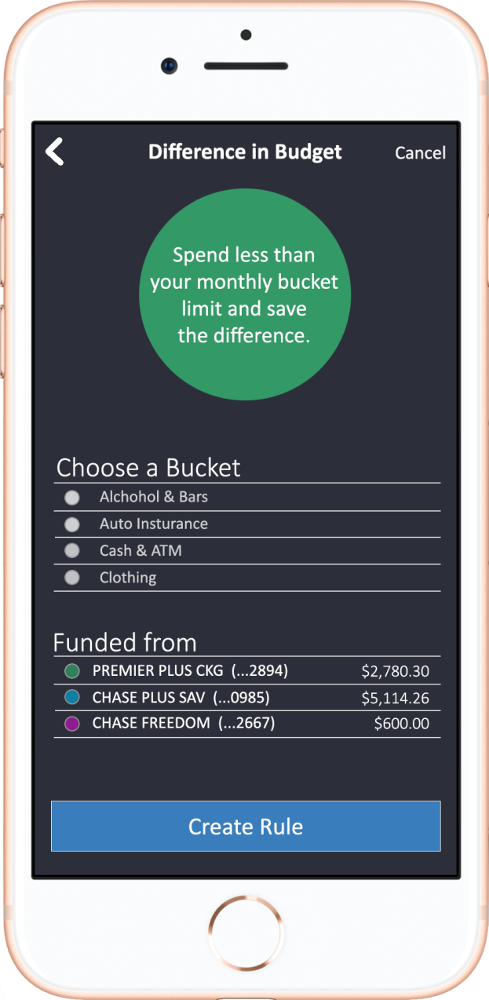 Difference in Budget Cancel
Spend less than
your monthly bucket
limit and save
the difference.
Choose a Bucket
Alchohol & Bars
Auto Insturance
Cash & ATM
Clothing
Funded from
PREMIER PLUS CKG (...2894) $2,780.30
CHASE PLUS SAV (...0985) $5,114.26
CHASE FREEDOM (...2667) $600.00
Create Rule